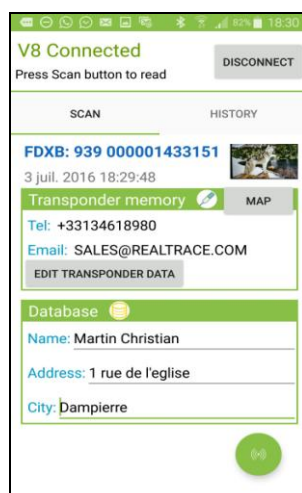 82% 18:30
V8 Connected
Press Scan button to read
DISCONNECT
SCAN HISTORY
FDXB: 939 000001433151
3 juil. 2016 18:29:48
Transponder memory MAP
Tel: +33134618980
Email: SALES@REALTRACE.COM
EDIT TRANSPONDER DATA
Database
Name: Martin Christian
Address: 1 rue de l'eglise
City: Dampierre